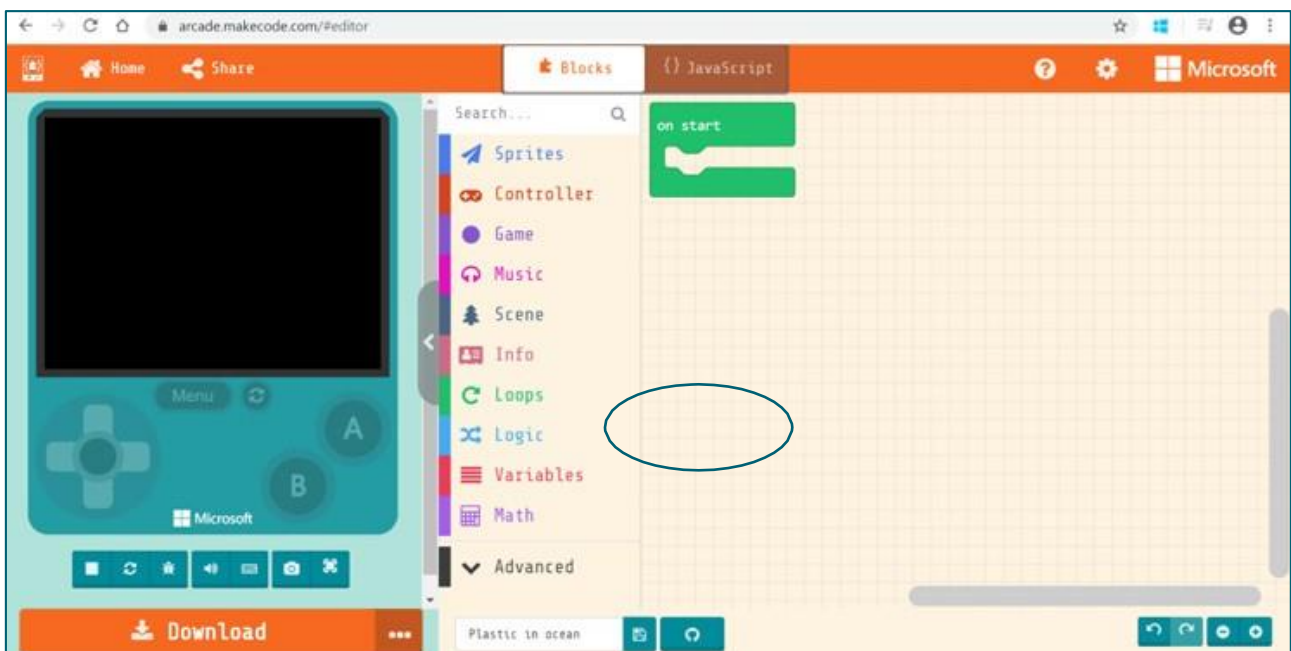 arcade.makecode.com/#editor
Home Share Blocks {} JavaScript Microsoft
Search...
on start
Sprites
Controller
Game
Music
Scene
Info
Loops
Logic
Variables
Math
Advanced
Menu
A
B
Microsoft
Download
Plastic in ocean